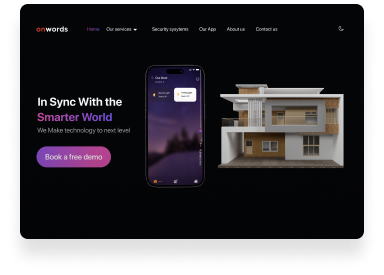 onwords
Home Our services Security sysytems Our App About us Contact us
In Sync With the
Smarter World
We Make technology to next level
Book a free demo